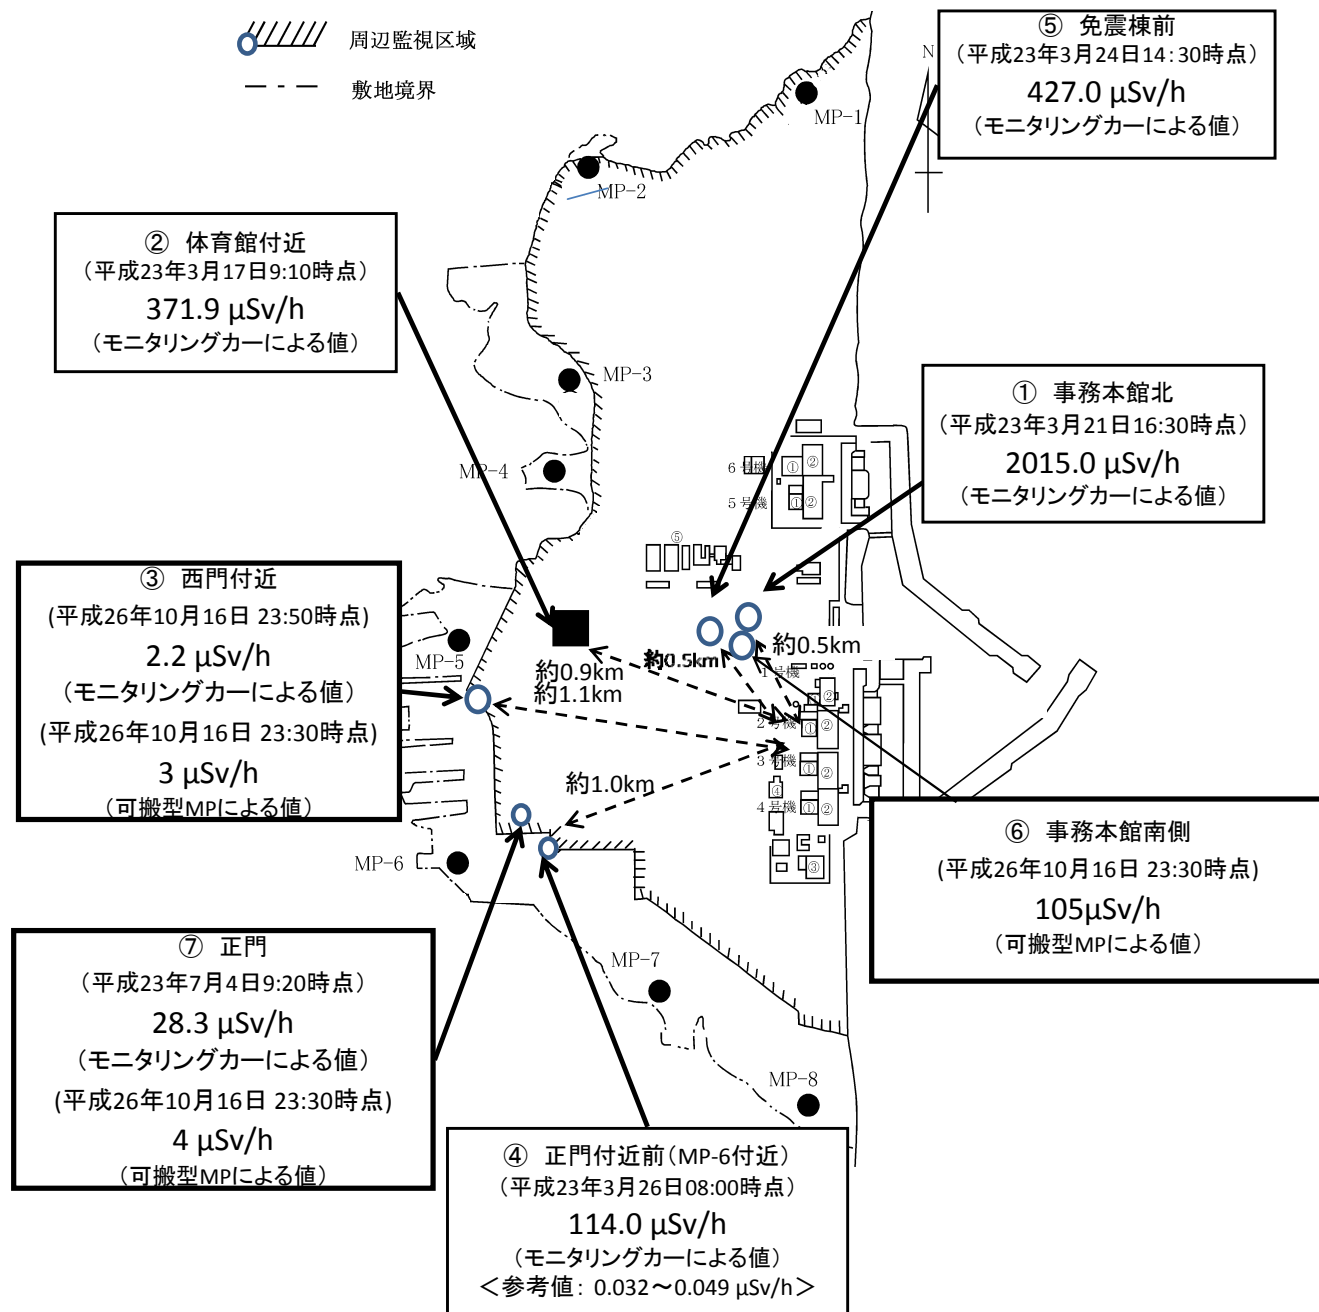 周辺監視区域
敷地境界
⑤ 免震棟前
(平成23年3月24日14:30時点)
427.0 μSv/h
(モニタリングカーによる値)
N
MP-1
MP-2
② 体育館付近
(平成23年3月17日9:10時点)
371.9 μSv/h
(モニタリングカーによる値)
MP-3
MP-4
① 事務本館北
(平成23年3月21日16:30時点)
2015.0 μSv/h
(モニタリングカーによる値)
6号機
①
②
5号機
①
②
⑤
③ 西門付近
(平成26年10月16日 23:50時点)
2.2 μSv/h
(モニタリングカーによる値)
(平成26年10月16日 23:30時点)
3 μSv/h
(可搬型MPによる値)
MP-5
約0.5km
約0.5km
約0.9km
約1.1km
約1.0km
1号機
②
2号機
①
②
3号機
①
②
④
4号機
①
②
③
MP-6
⑥ 事務本館南側
(平成26年10月16日 23:30時点)
105μSv/h
(可搬型MPによる値)
⑦ 正門
(平成23年7月4日9:20時点)
28.3 μSv/h
(モニタリングカーによる値)
(平成26年10月16日 23:30時点)
4 μSv/h
(可搬型MPによる値)
MP-7
MP-8
④ 正門付近前(MP-6付近)
(平成23年3月26日08:00時点)
114.0 μSv/h
(モニタリングカーによる値)
<参考値: 0.032～0.049 μSv/h>